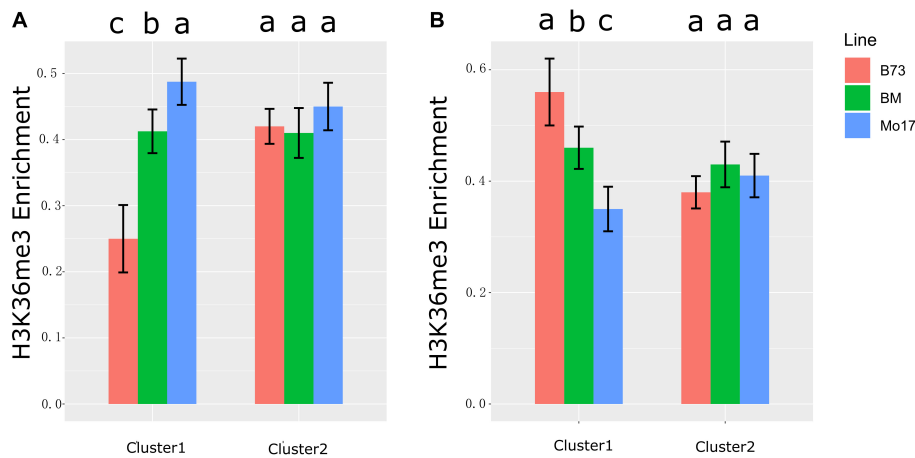 A
c b a a a a
H3K36me3 Enrichment
0.5
0.4
0.3
0.2
0.1
0.0
Cluster1 Cluster2
B
a b c a a a
H3K36me3 Enrichment
0.6
0.4
0.2
0.0
Cluster1 Cluster2
Line
B73
BM
Mo17